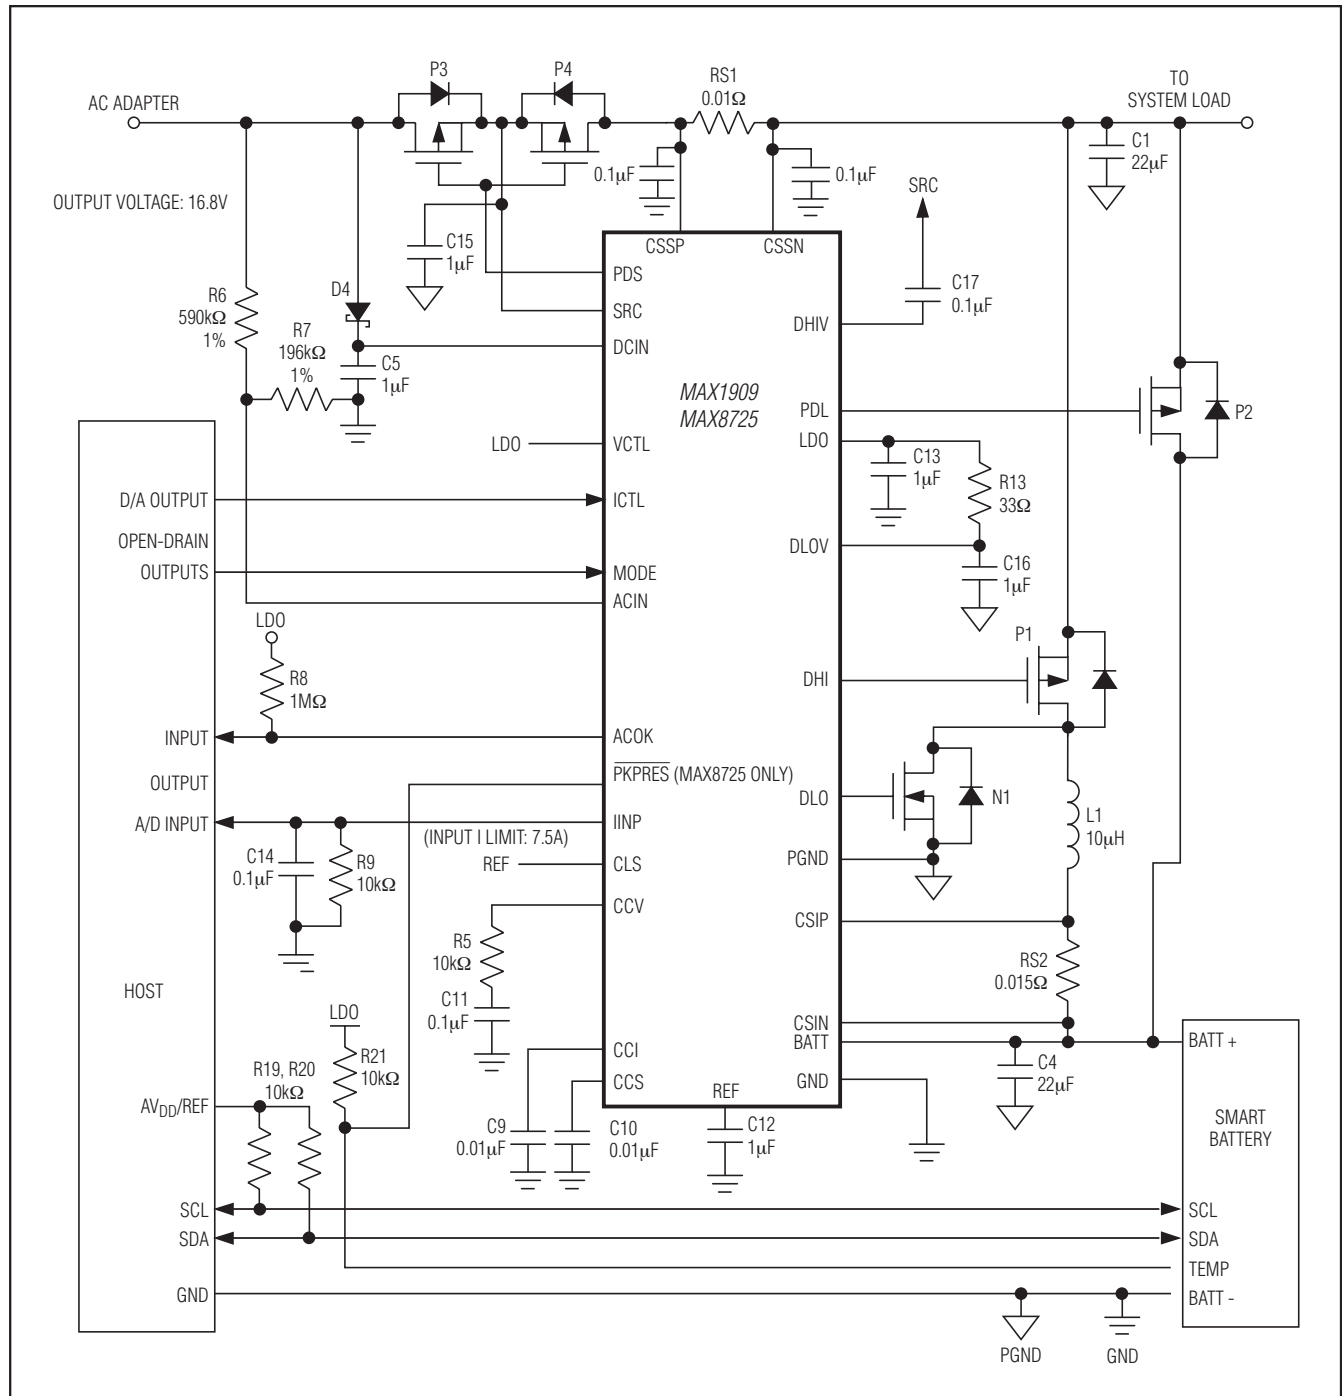 P3
P4
RS1
0.01Ω
TO
SYSTEM LOAD
AC ADAPTER
C1
22µF
0.1µF
0.1µF
SRC
OUTPUT VOLTAGE: 16.8V
CSSP
CSSN
C15
1µF
PDS
C17
0.1µF
R6
590kΩ
1%
D4
SRC
DHIV
R7
196kΩ
1%
DCIN
C5
1µF
MAX1909
MAX8725
PDL
P2
LDO
VCTL
LDO
C13
1µF
R13
33Ω
D/A OUTPUT
ICTL
OPEN-DRAIN
OUTPUTS
DLOV
MODE
C16
1µF
ACIN
LDO
P1
R8
1MΩ
DHI
INPUT
ACOK
OUTPUT
PKPRES (MAX8725 ONLY)
DLO
N1
L1
10µH
A/D INPUT
IINP
(INPUT I LIMIT: 7.5A)
C14
0.1µF
R9
10kΩ
REF
CLS
PGND
CCV
CSIP
R5
10kΩ
RS2
0.015Ω
HOST
C11
0.1µF
LDO
CSIN
BATT
BATT +
CCI
R19, R20
10kΩ
R21
10kΩ
C4
22µF
CCS
REF
GND
AVDD/REF
C9
0.01µF
C10
0.01µF
C12
1µF
SMART
BATTERY
SCL
SCL
SDA
SDA
TEMP
GND
BATT -
PGND
GND